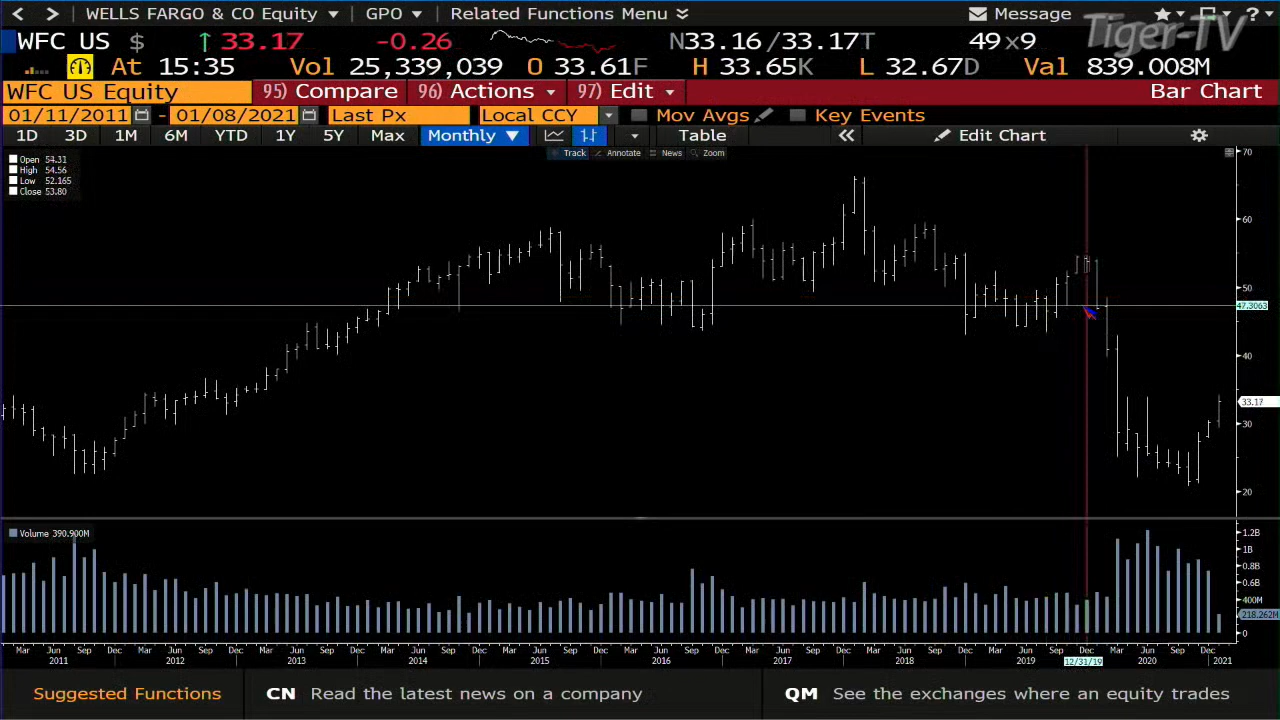 < > WELLS FARGO & CO Equity GPO Related Functions Menu Message ?
WFC US $ ↑ 33.17 -0.26 N33.16 / 33.17T 49 x 9 Tiger-TV
At 15:35 Vol 25,339,039 O 33.61F H 33.65K L 32.67D Val 839.008M
WFC US Equity 95) Compare 96) Actions 97) Edit Bar Chart
01/11/2011 - 01/08/2021 Last Px Local CCY Mov Avgs Key Events
1D 3D 1M 6M YTD 1Y 5Y Max Monthly Table Edit Chart
Track Annotate News Zoom
Open 54.31
High 54.56
Low 52.165
Close 53.80
70
60
50
47.3063
40
33.17
30
20
Volume 390.900M
1.2B
1B
0.8B
0.6B
400M
218.262M
0
Mar Jun Sep Dec Mar Jun Sep Dec Mar Jun Sep Dec Mar Jun Sep Dec Mar Jun Sep Dec Mar Jun Sep Dec Mar Jun Sep Dec Mar Jun Sep Dec Mar Jun Sep Dec Mar Jun Sep Dec
2011 2012 2013 2014 2015 2016 2017 2018 2019 12/31/19 2020 2021
Suggested Functions CN Read the latest news on a company QM See the exchanges where an equity trades